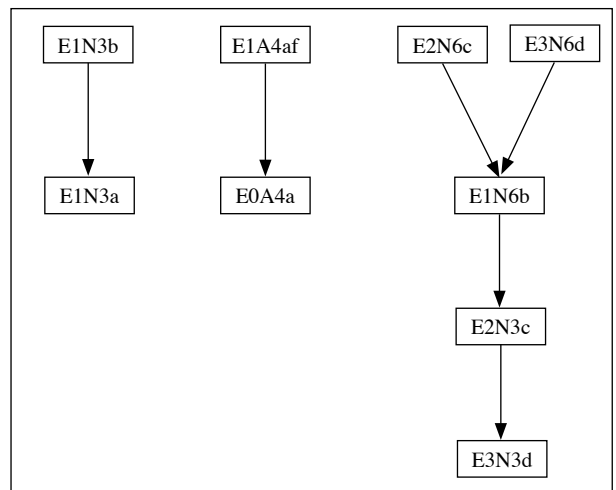 E1N3b
E1A4af
E2N6c
E3N6d
E1N3a
E0A4a
E1N6b
E2N3c
E3N3d